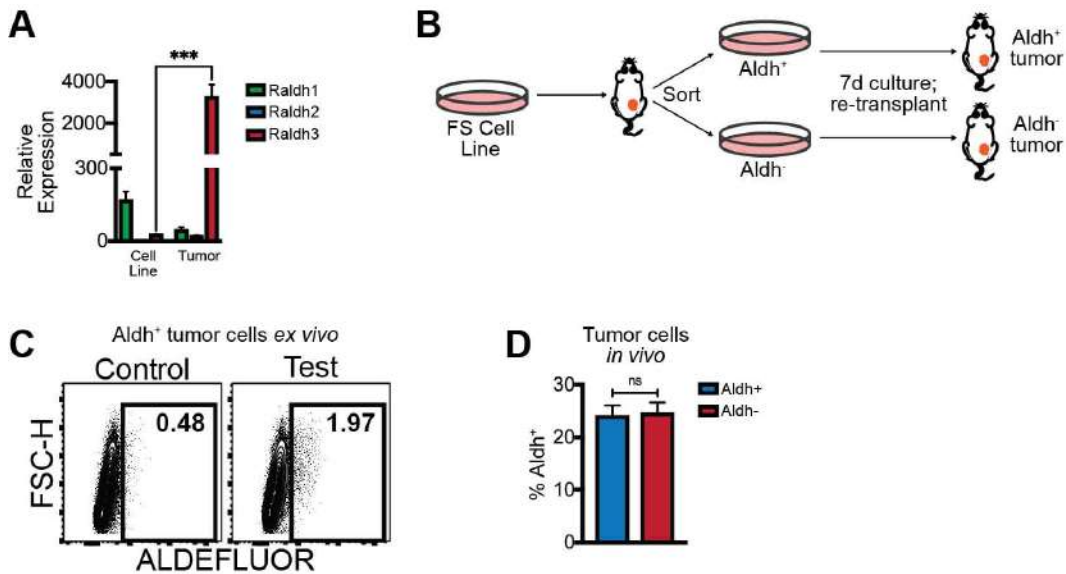 A
***
4000
2000
300
0
Relative
Expression
Raldh1
Raldh2
Raldh3
Cell
Line
Tumor
B
FS Cell
Line
Sort
Aldh⁺
Aldh⁻
7d culture;
re-transplant
Aldh⁺
tumor
Aldh⁻
tumor
C
Aldh⁺ tumor cells ex vivo
Control
Test
0.48
1.97
FSC-H
ALDEFLUOR
D
Tumor cells
in vivo
ns
30
20
10
0
% Aldh⁺
Aldh+
Aldh-